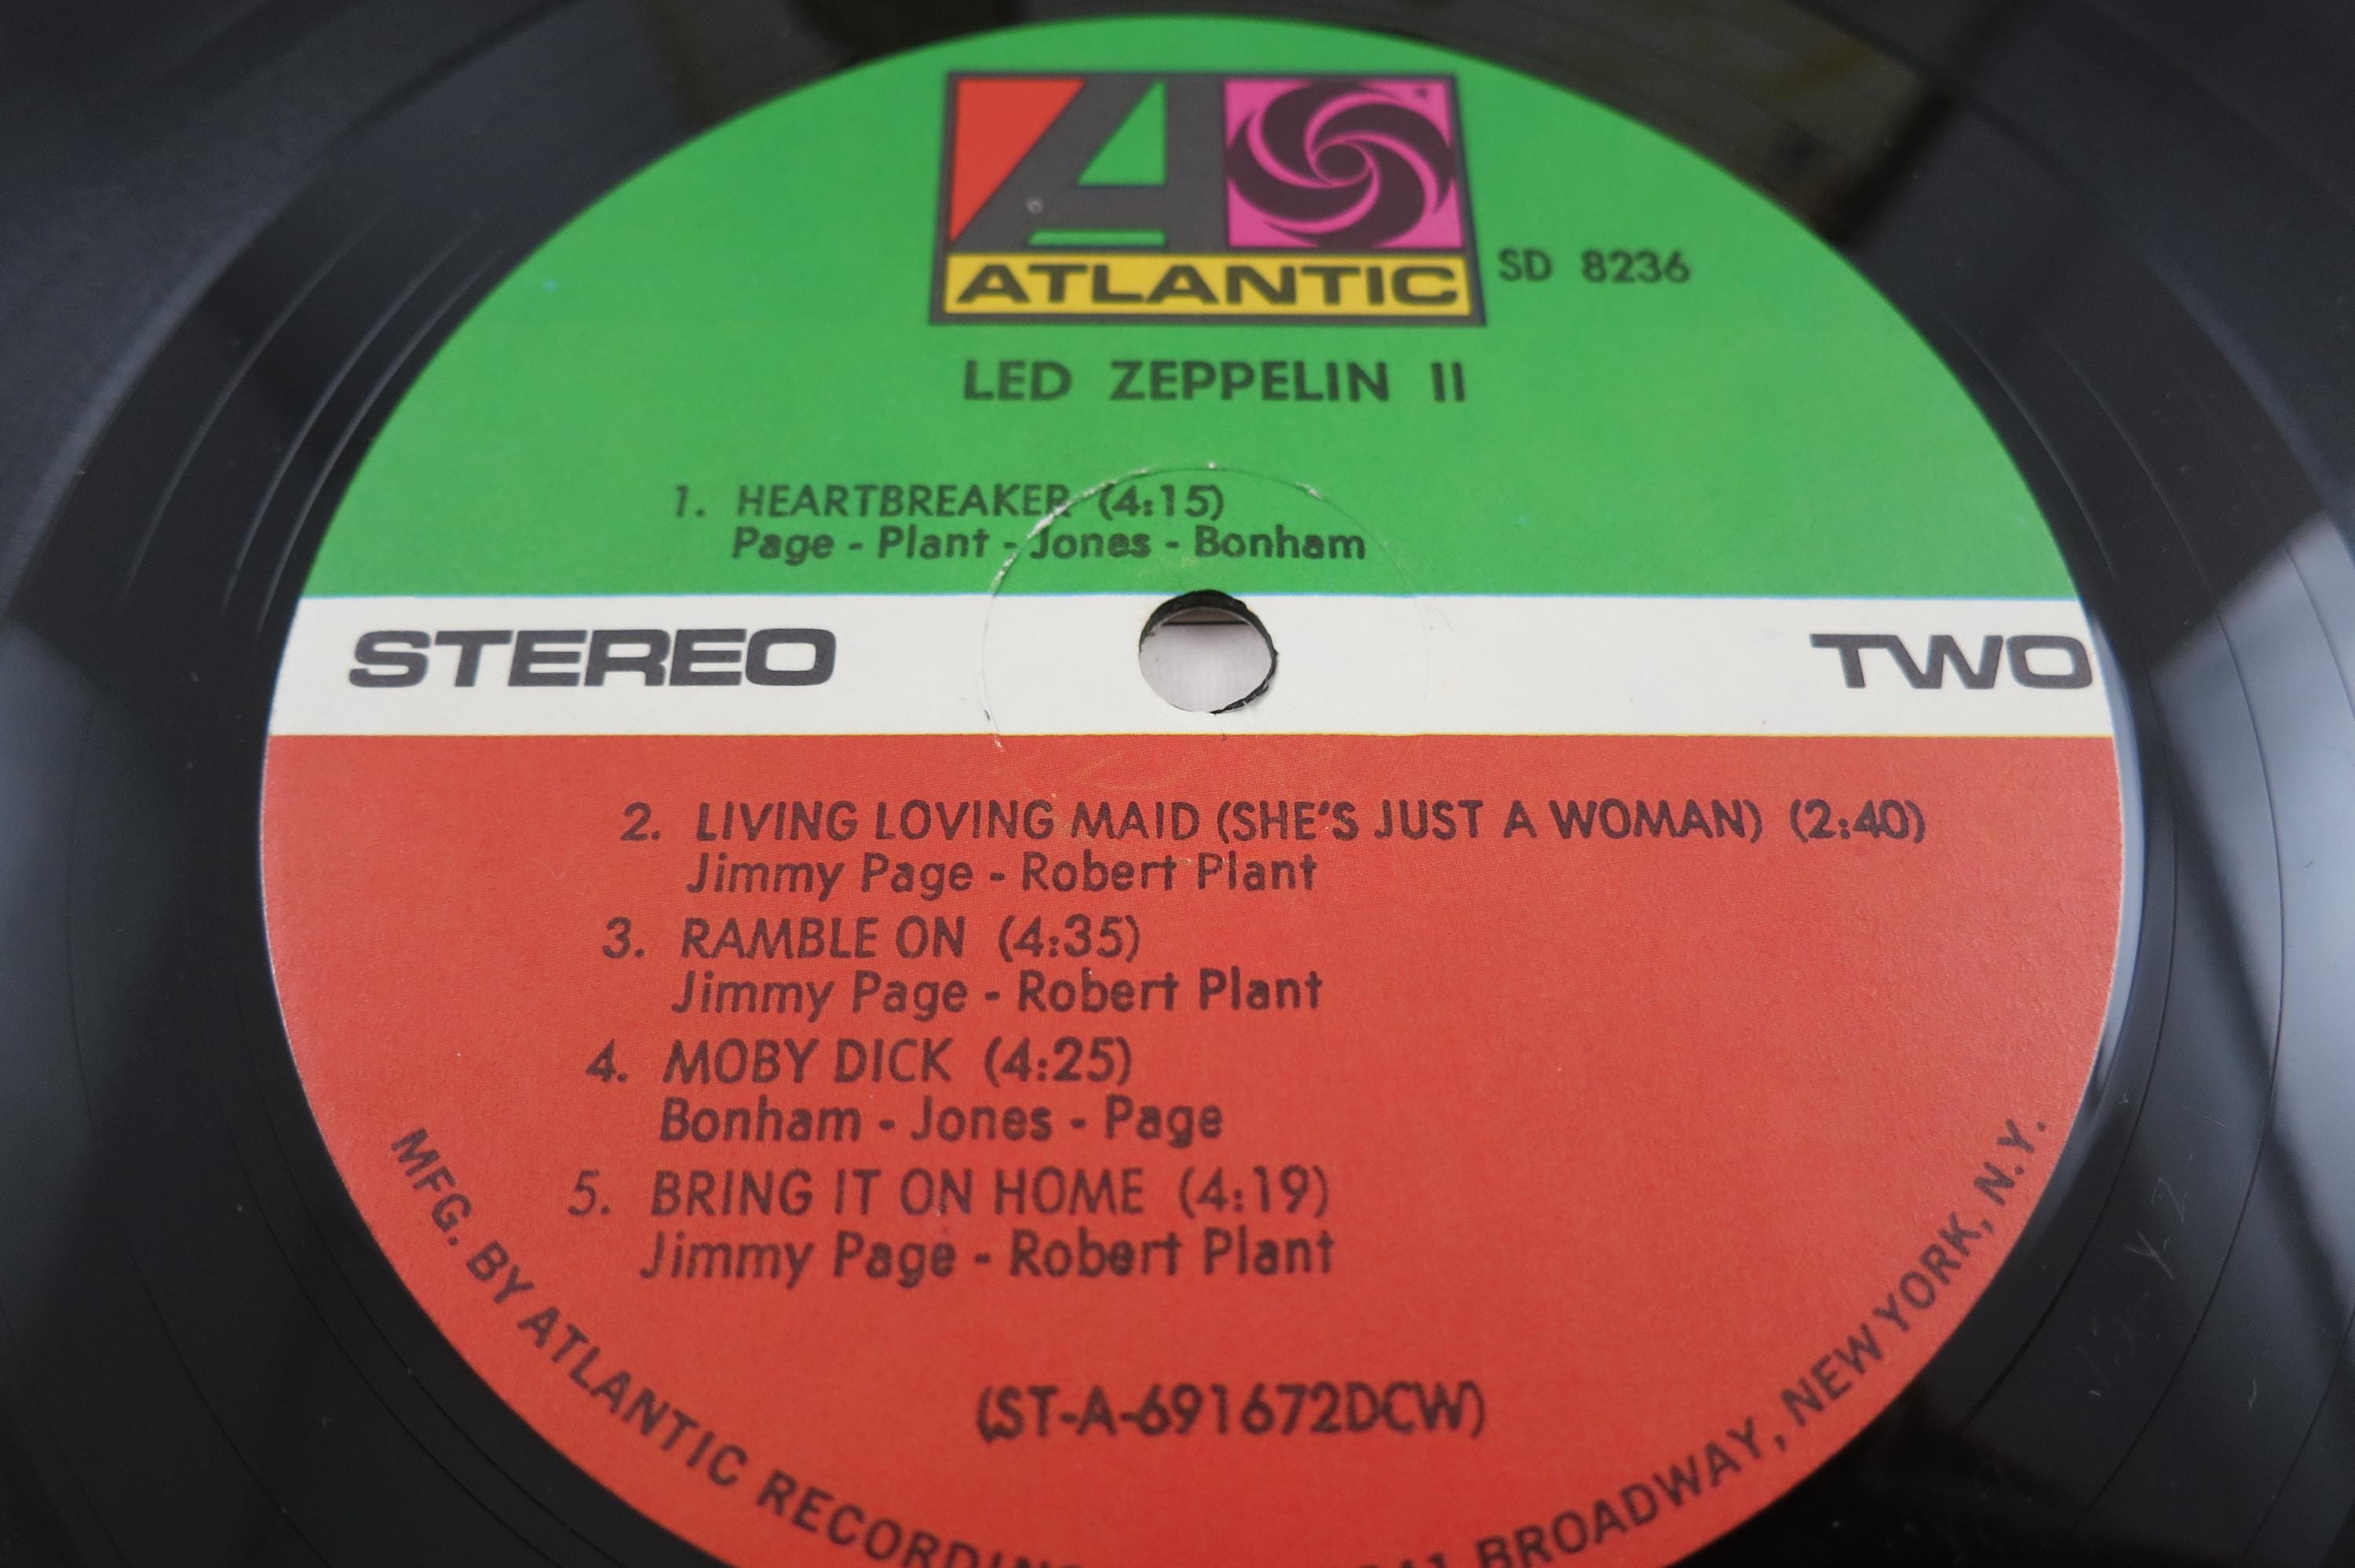 ATLANTIC
SD 8236
LED ZEPPELIN II
1. HEARTBREAKER (4:15)
Page - Plant - Jones - Bonham
STEREO
TWO
2. LIVING LOVING MAID (SHE'S JUST A WOMAN) (2:40)
Jimmy Page - Robert Plant
3. RAMBLE ON (4:35)
Jimmy Page - Robert Plant
4. MOBY DICK (4:25)
Bonham - Jones - Page
5. BRING IT ON HOME (4:19)
Jimmy Page - Robert Plant
(ST-A-691672DCW)
MFG. BY ATLANTIC BROADWAY, NEW YORK, N.Y.